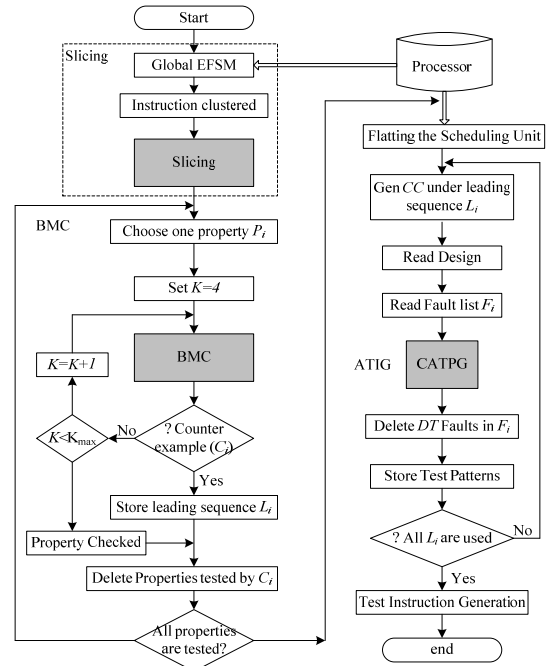 Start
Slicing
Global EFSM
Instruction clustered
Slicing
BMC
Choose one property Pi
Set K=4
BMC
K=K+1
K<Kmax
No
? Counter
example (Ci)
Yes
Store leading sequence Li
Property Checked
Delete Properties tested by Ci
All properties
are tested?
Processor
Flatting the Scheduling Unit
Gen CC under leading
sequence Li
Read Design
Read Fault list Fi
ATIG
CATPG
Delete DT Faults in Fi
Store Test Patterns
? All Li are used
No
Yes
Test Instruction Generation
end